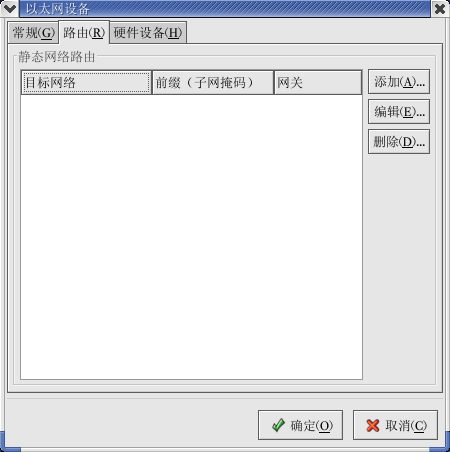 以太网设备
常规(G) 路由(R) 硬件设备(H)
静态网络路由
目标网络 前缀（子网掩码） 网关
添加(A)...
编辑(E)...
删除(D)...
确定(O) 取消(C)